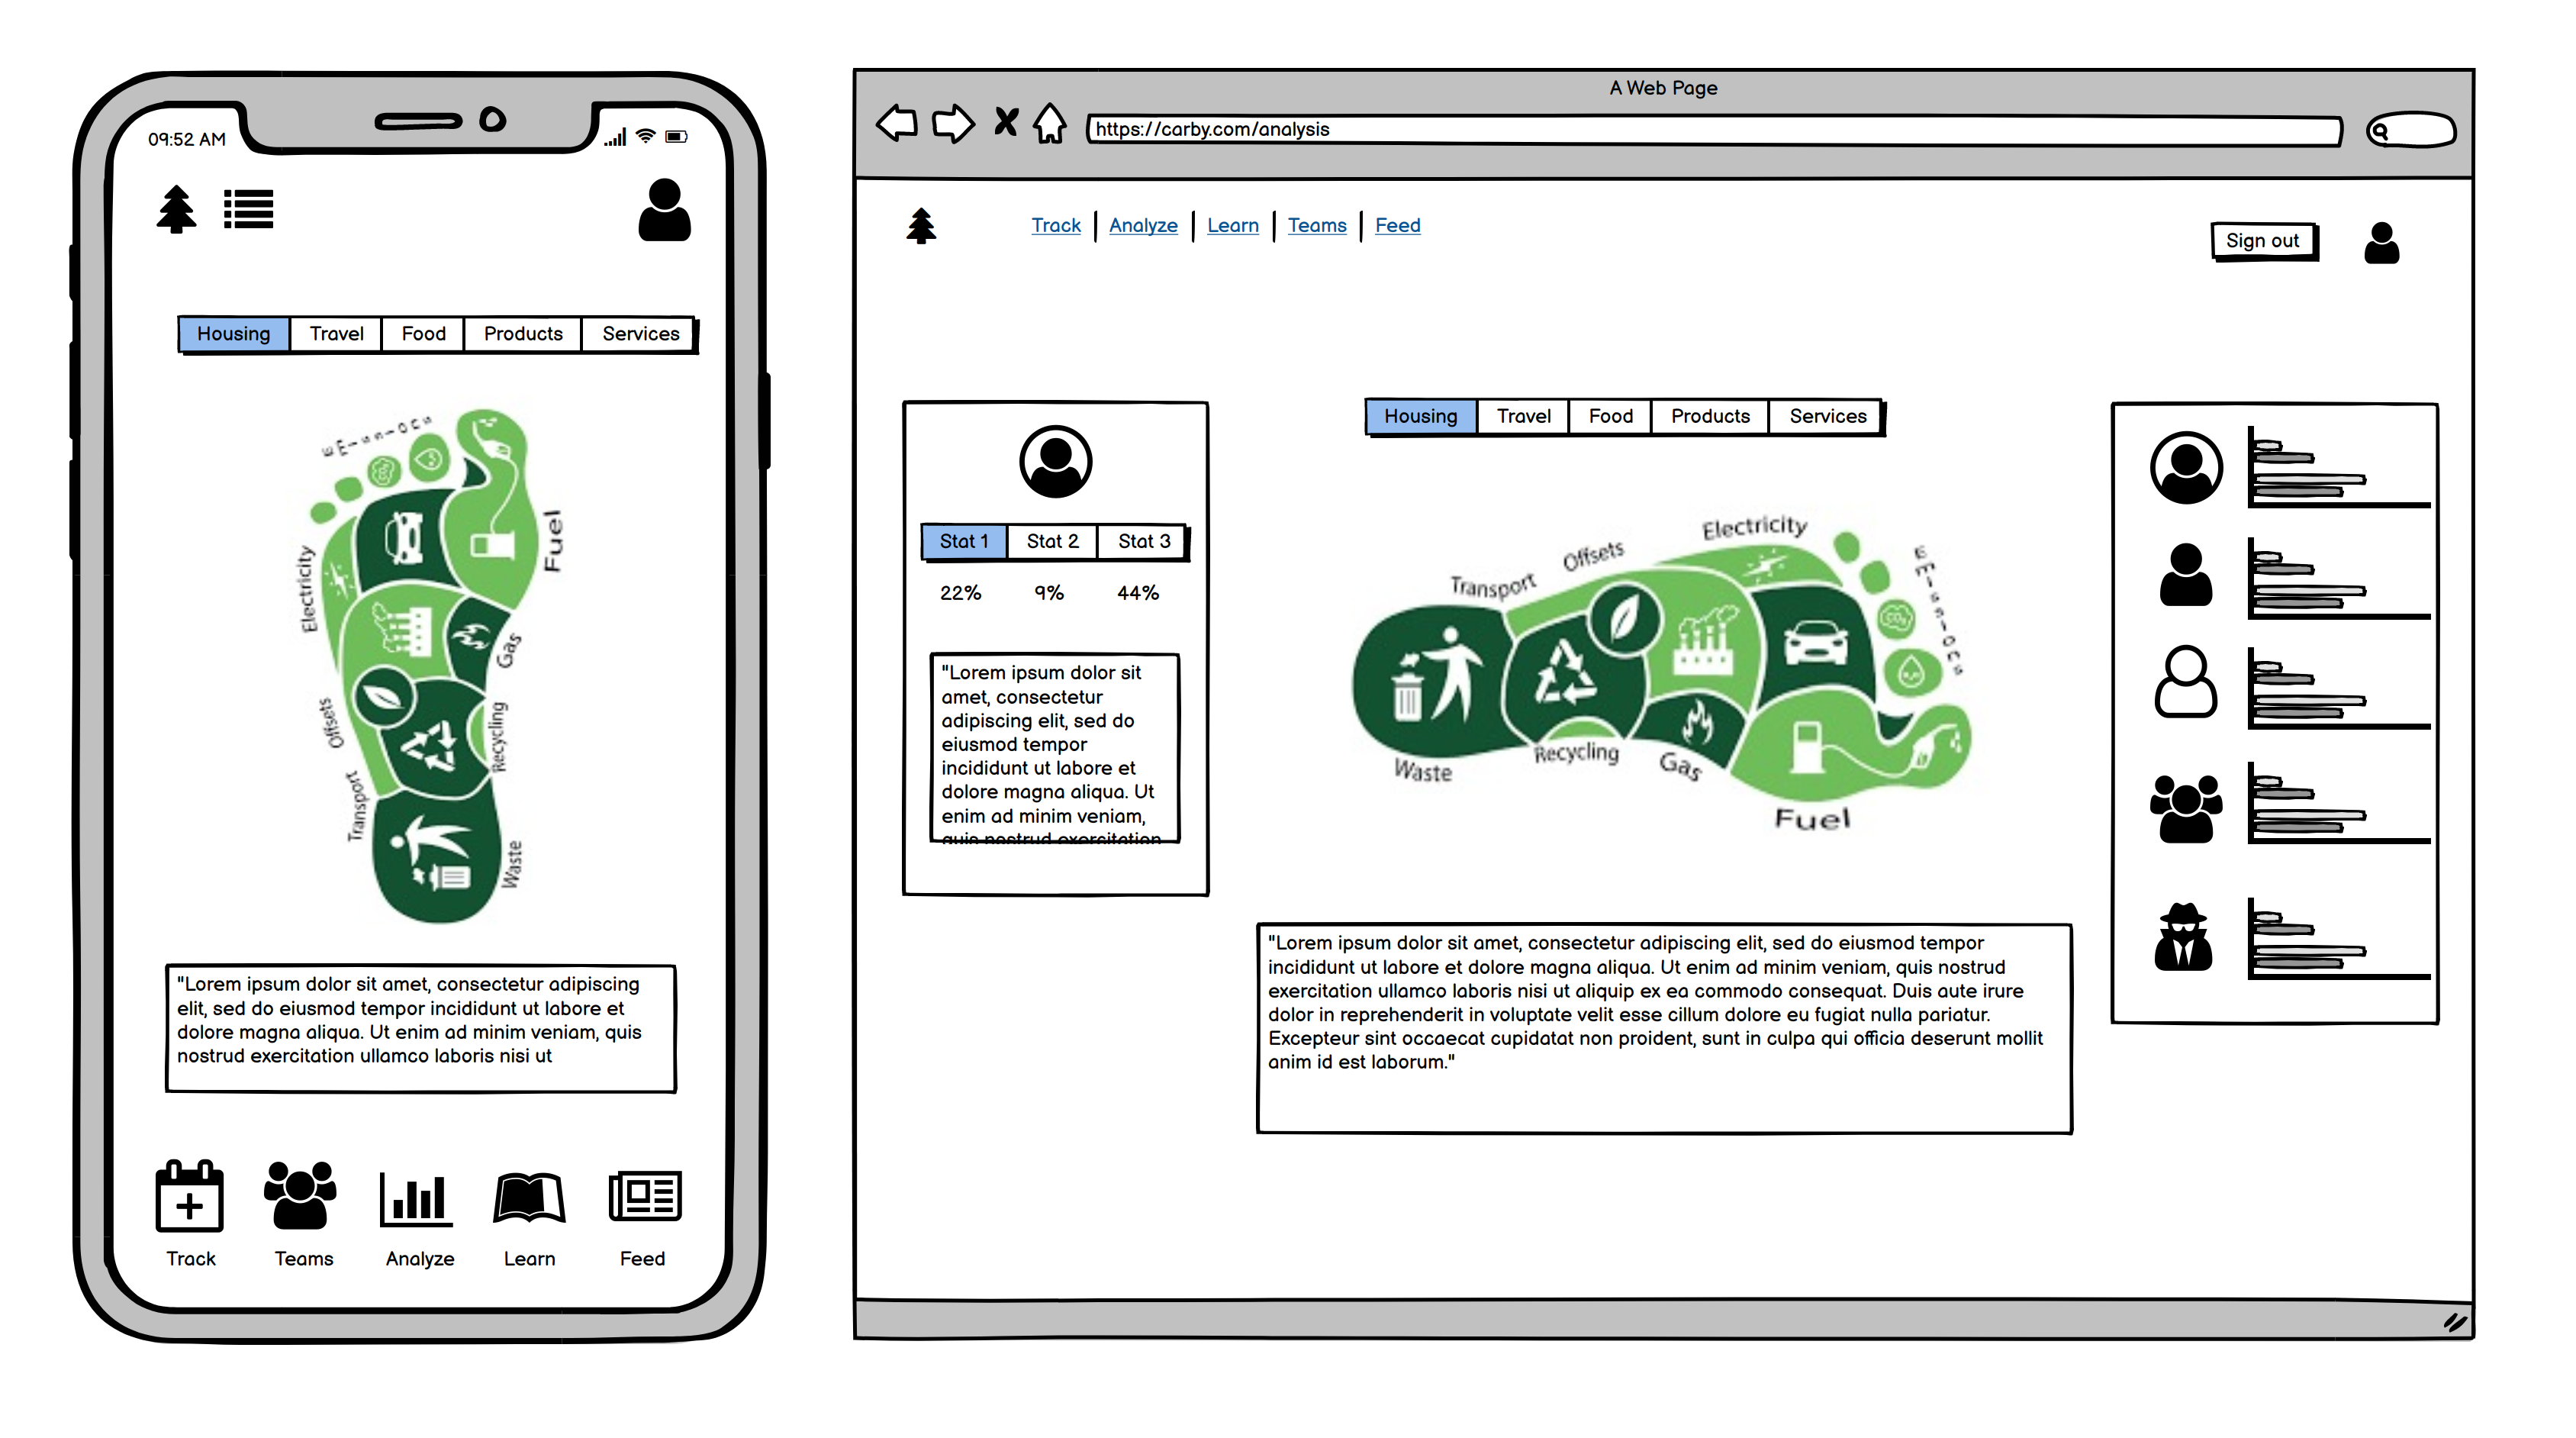 09:52 AM
Housing Travel Food Products Services
Emissions
Fuel
Electricity
Gas
Offsets
Recycling
Transport
Waste
"Lorem ipsum dolor sit amet, consectetur adipiscing
elit, sed do eiusmod tempor incididunt ut labore et
dolore magna aliqua. Ut enim ad minim veniam, quis
nostrud exercitation ullamco laboris nisi ut
Track Teams Analyze Learn Feed
A Web Page
https://carby.com/analysis
Track Analyze Learn Teams Feed
Sign out
Stat 1 Stat 2 Stat 3
22% 9% 44%
"Lorem ipsum dolor sit
amet, consectetur
adipiscing elit, sed do
eiusmod tempor
incididunt ut labore et
dolore magna aliqua. Ut
enim ad minim veniam,
quis nostrud exercitation
Housing Travel Food Products Services
Electricity
Offsets
Transport
Emissions
CO₂
Waste
Recycling
Gas
Fuel
"Lorem ipsum dolor sit amet, consectetur adipiscing elit, sed do eiusmod tempor
incididunt ut labore et dolore magna aliqua. Ut enim ad minim veniam, quis nostrud
exercitation ullamco laboris nisi ut aliquip ex ea commodo consequat. Duis aute irure
dolor in reprehenderit in voluptate velit esse cillum dolore eu fugiat nulla pariatur.
Excepteur sint occaecat cupidatat non proident, sunt in culpa qui officia deserunt mollit
anim id est laborum."